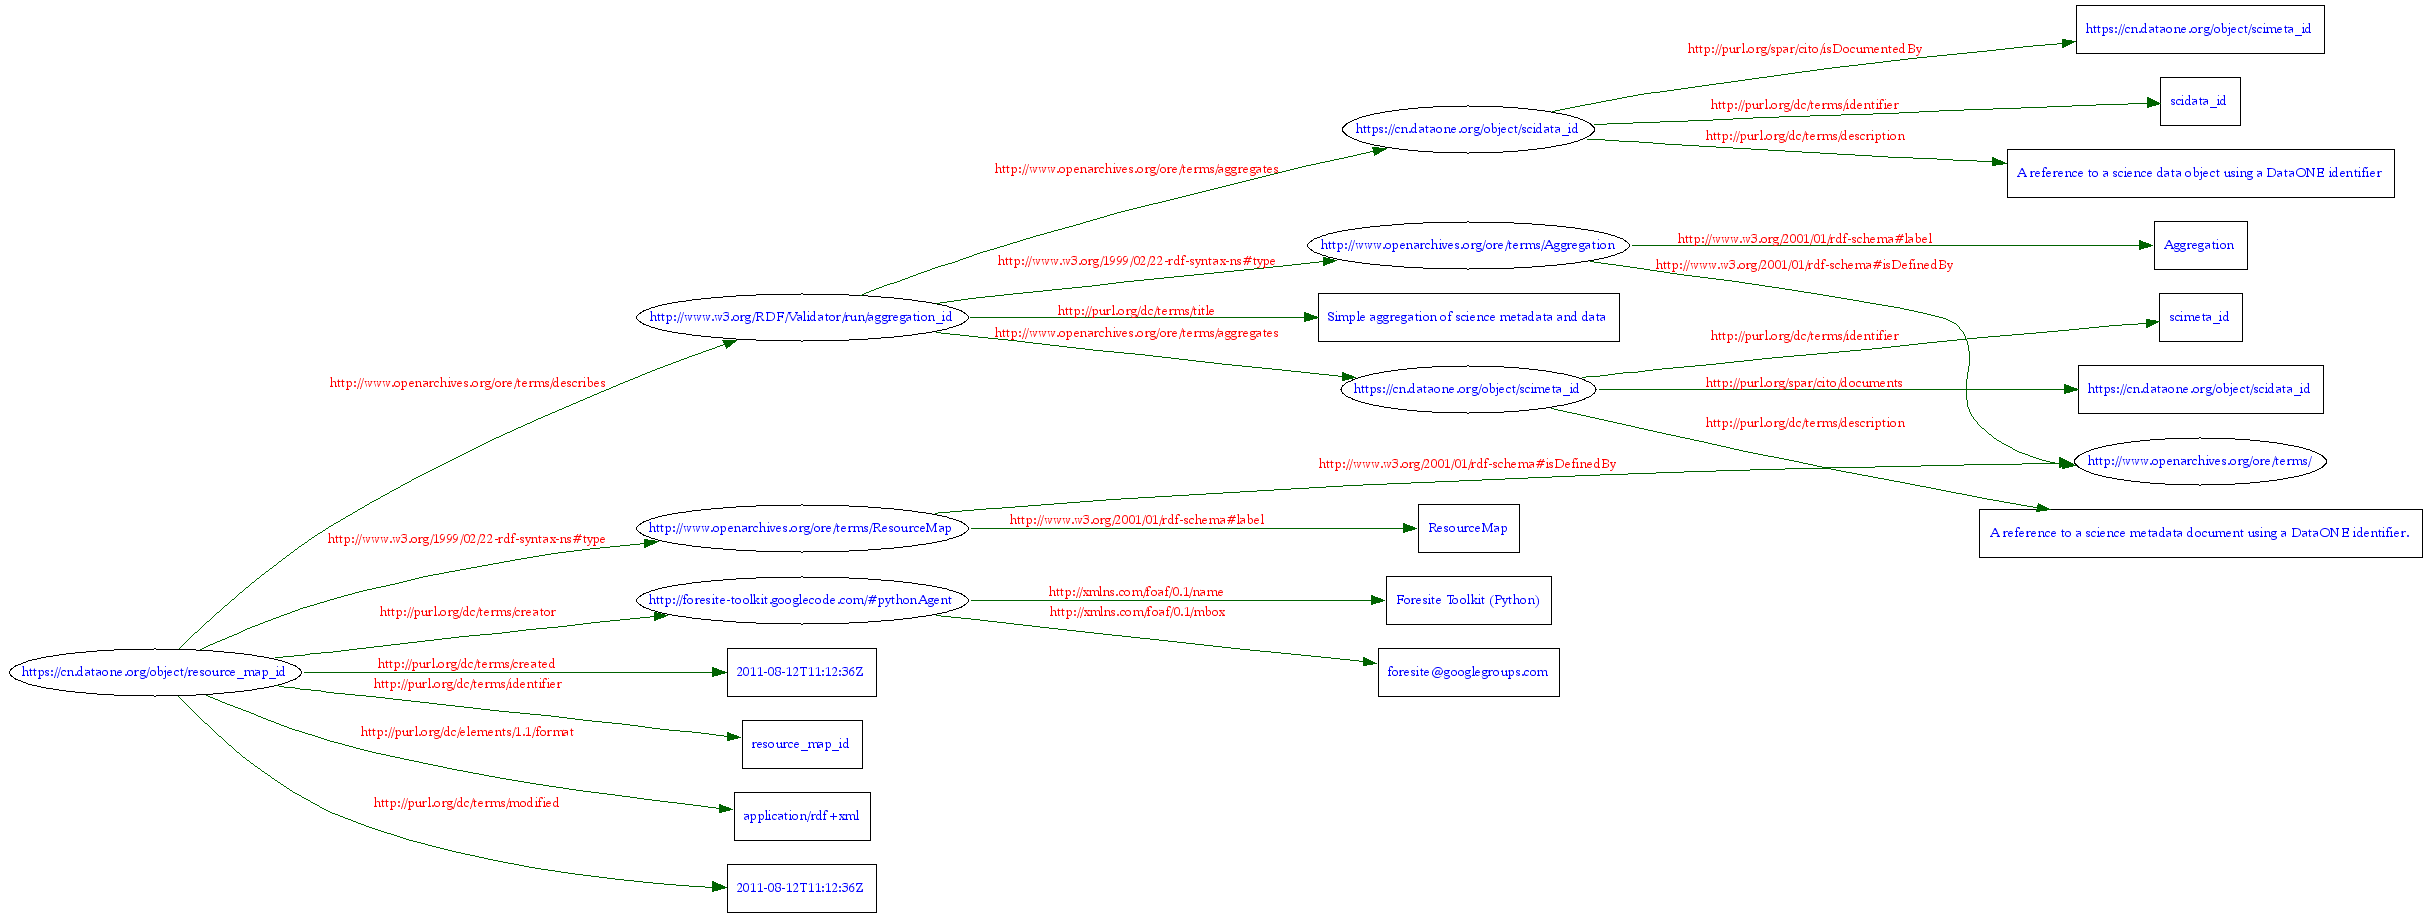 https://cn.dataone.org/object/scimeta_id
http://purl.org/spar/cito/isDocumentedBy
scidata_id
http://purl.org/dc/terms/identifier
https://cn.dataone.org/object/scidata_id
http://purl.org/dc/terms/description
A reference to a science data object using a DataONE identifier
http://www.openarchives.org/ore/terms/aggregates
http://www.openarchives.org/ore/terms/Aggregation
http://www.w3.org/2001/01/rdf-schema#label
Aggregation
http://www.w3.org/1999/02/22-rdf-syntax-ns#type
http://www.w3.org/2001/01/rdf-schema#isDefinedBy
http://www.w3.org/RDF/Validator/run/aggregation_id
http://purl.org/dc/terms/title
Simple aggregation of science metadata and data
scimeta_id
http://www.openarchives.org/ore/terms/aggregates
http://purl.org/dc/terms/identifier
http://www.openarchives.org/ore/terms/describes
https://cn.dataone.org/object/scimeta_id
http://purl.org/spar/cito/documents
https://cn.dataone.org/object/scidata_id
http://purl.org/dc/terms/description
http://www.w3.org/2001/01/rdf-schema#isDefinedBy
http://www.openarchives.org/ore/terms/
http://www.w3.org/1999/02/22-rdf-syntax-ns#type
http://www.openarchives.org/ore/terms/ResourceMap
http://www.w3.org/2001/01/rdf-schema#label
ResourceMap
A reference to a science metadata document using a DataONE identifier.
http://purl.org/dc/terms/creator
http://foresite-toolkit.googlecode.com/#pythonAgent
http://xmlns.com/foaf/0.1/name
Foresite Toolkit (Python)
http://xmlns.com/foaf/0.1/mbox
https://cn.dataone.org/object/resource_map_id
http://purl.org/dc/terms/created
2011-08-12T11:12:36Z
foresite@googlegroups.com
http://purl.org/dc/terms/identifier
resource_map_id
http://purl.org/dc/elements/1.1/format
application/rdf+xml
http://purl.org/dc/terms/modified
2011-08-12T11:12:36Z